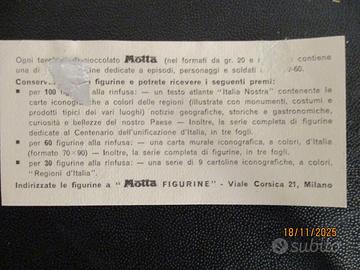 Ogni cioccolato Motta (nei formati da gr. 20 e contiene
una di ine dedicate a episodi, personaggi e soldati -60.
Conser figurine e potrete ricevere i seguenti premi:
■ per 100 figurine alla rinfusa: — un testo atlante "Italia Nostra" contenente le
carte iconografiche a colori delle regioni (illustrate con monumenti, costumi e
prodotti tipici dei vari luoghi) notizie geografiche, storiche e gastronomiche,
curiosità e bellezze del nostro Paese — Inoltre, la serie completa di figurine
dedicate al Centenario dell'unificazione d'Italia, in tre fogli.
■ per 60 figurine alla rinfusa: — una carta murale iconografica, a colori, d'Italia,
(formato 70×90) — Inoltre, la serie completa di figurine, in tre fogli.
■ per 30 figurine alla rinfusa: — una serie di 9 cartoline iconografiche, a colori,
"Regioni d'Italia".
Indirizzate le figurine a " Motta FIGURINE" - Viale Corsica 21, Milano
18/11/2025
subito